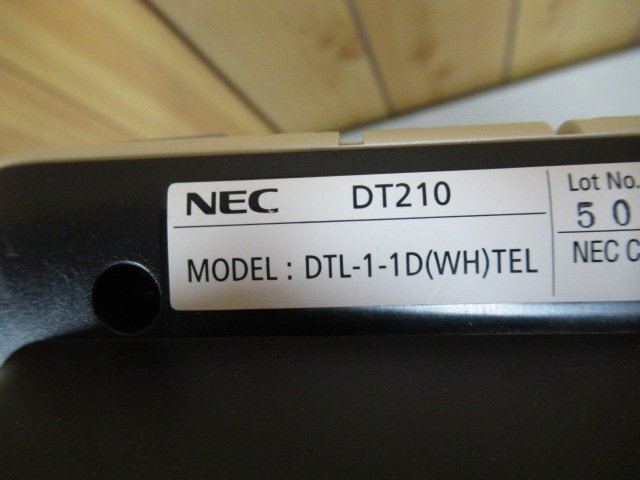 NEC DT210
MODEL : DTL-1-1D(WH)TEL
Lot No.
50
NEC C